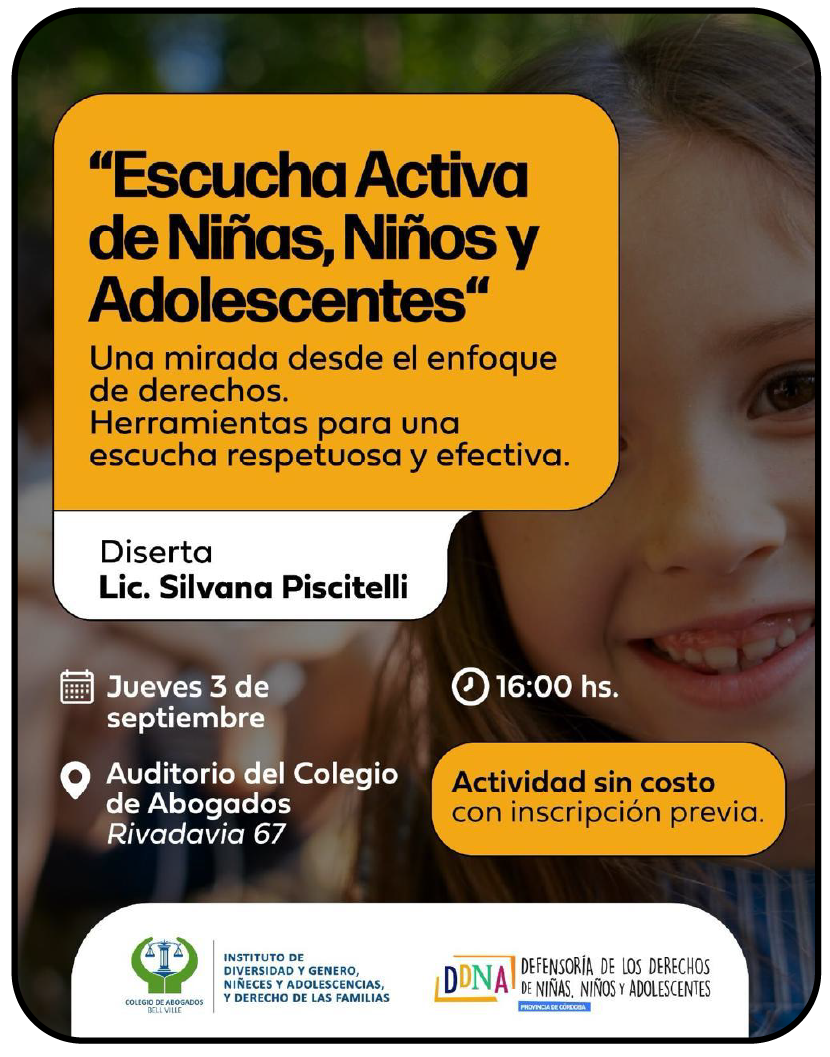 “Escucha Activa
de Niñas, Niños y
Adolescentes“
Una mirada desde el enfoque
de derechos.
Herramientas para una
escucha respetuosa y efectiva.
Diserta
Lic. Silvana Piscitelli
Jueves 3 de
septiembre
16:00 hs.
Auditorio del Colegio
de Abogados
Rivadavia 67
Actividad sin costo
con inscripción previa.
COLEGIO DE ABOGADOS
BELL VILLE
INSTITUTO DE
DIVERSIDAD Y GENERO,
NIÑECES Y ADOLESCENCIAS,
Y DERECHO DE LAS FAMILIAS
DDNA
DEFENSORÍA DE LOS DERECHOS
DE NIÑAS, NIÑOS Y ADOLESCENTES
PROVINCIA DE CÓRDOBA